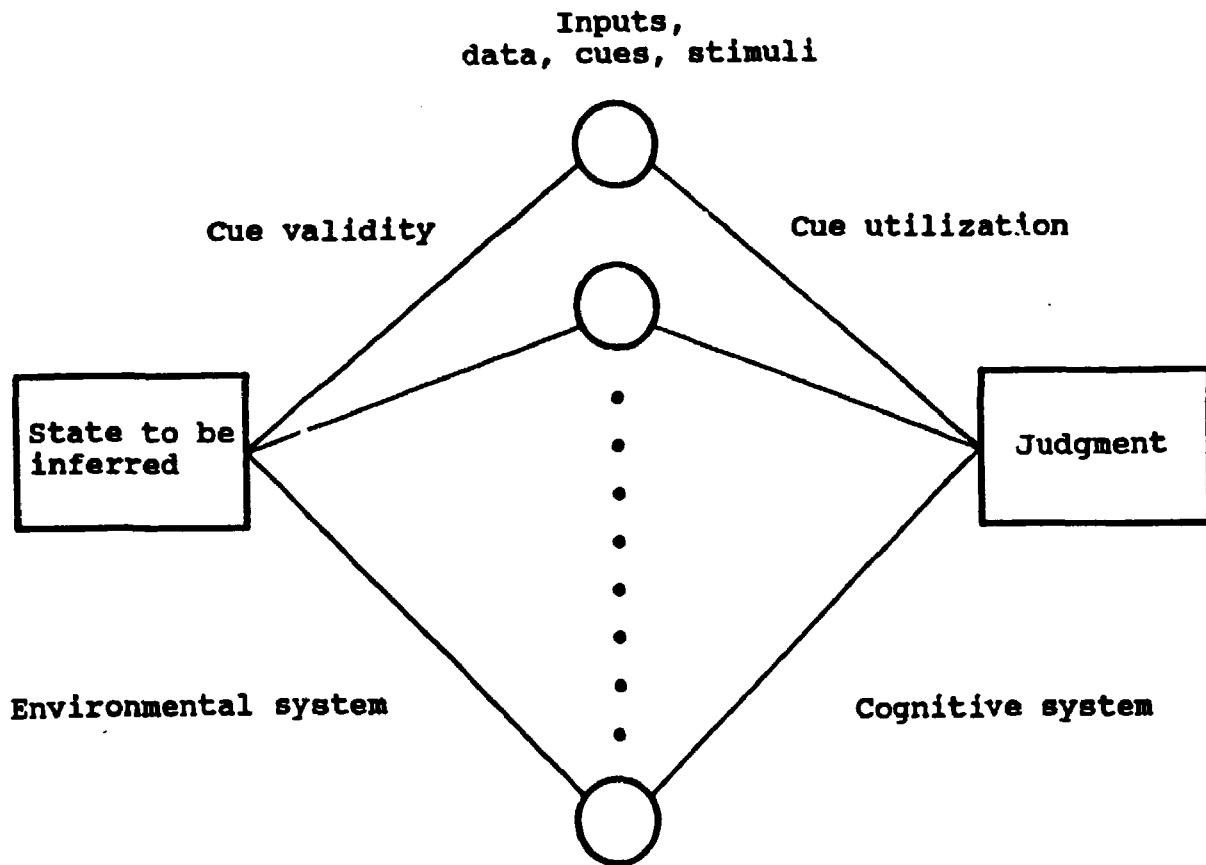 Inputs,
data, cues, stimuli
Cue validity
Cue utilization
State to be
inferred
Judgment
Environmental system
Cognitive system